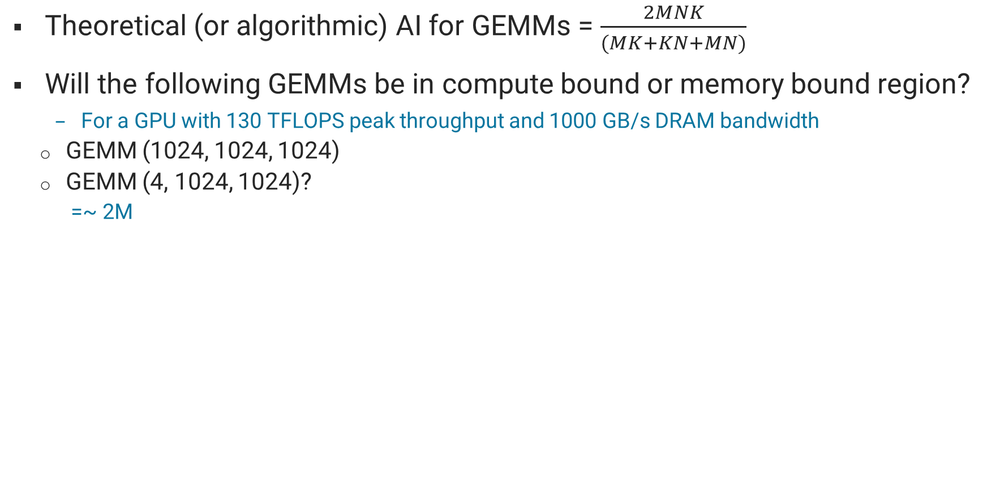 ▪ Theoretical (or algorithmic) AI for GEMMs = \frac{2MNK}{(MK+KN+MN)}
▪ Will the following GEMMs be in compute bound or memory bound region?
– For a GPU with 130 TFLOPS peak throughput and 1000 GB/s DRAM bandwidth
○ GEMM (1024, 1024, 1024)
○ GEMM (4, 1024, 1024)?
=~ 2M